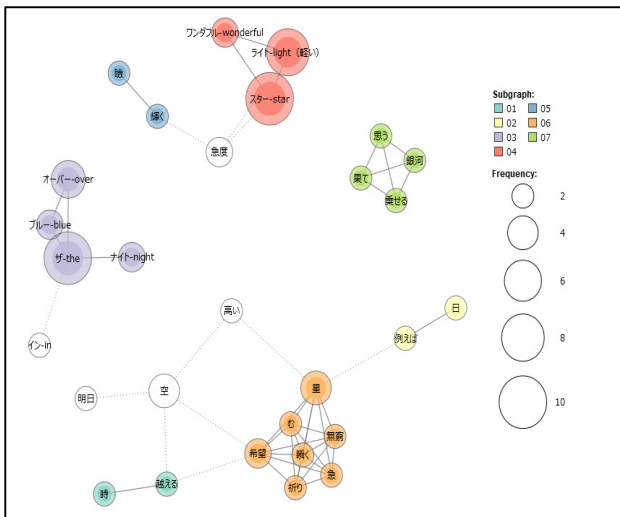 ワンダフル-wonderful
ライト-light（軽い）
瞼
スター-star
輝く
急度
思う
銀河
果て
乗せる
オーバー-over
ブルー-blue
ザ-the
ナイト-night
イン-in
高い
日
例えば
明日
空
星
む
無窮
希望
瞬く
急
祈り
越える
時
Subgraph:
01
05
02
06
03
07
04
Frequency:
2
4
6
8
10